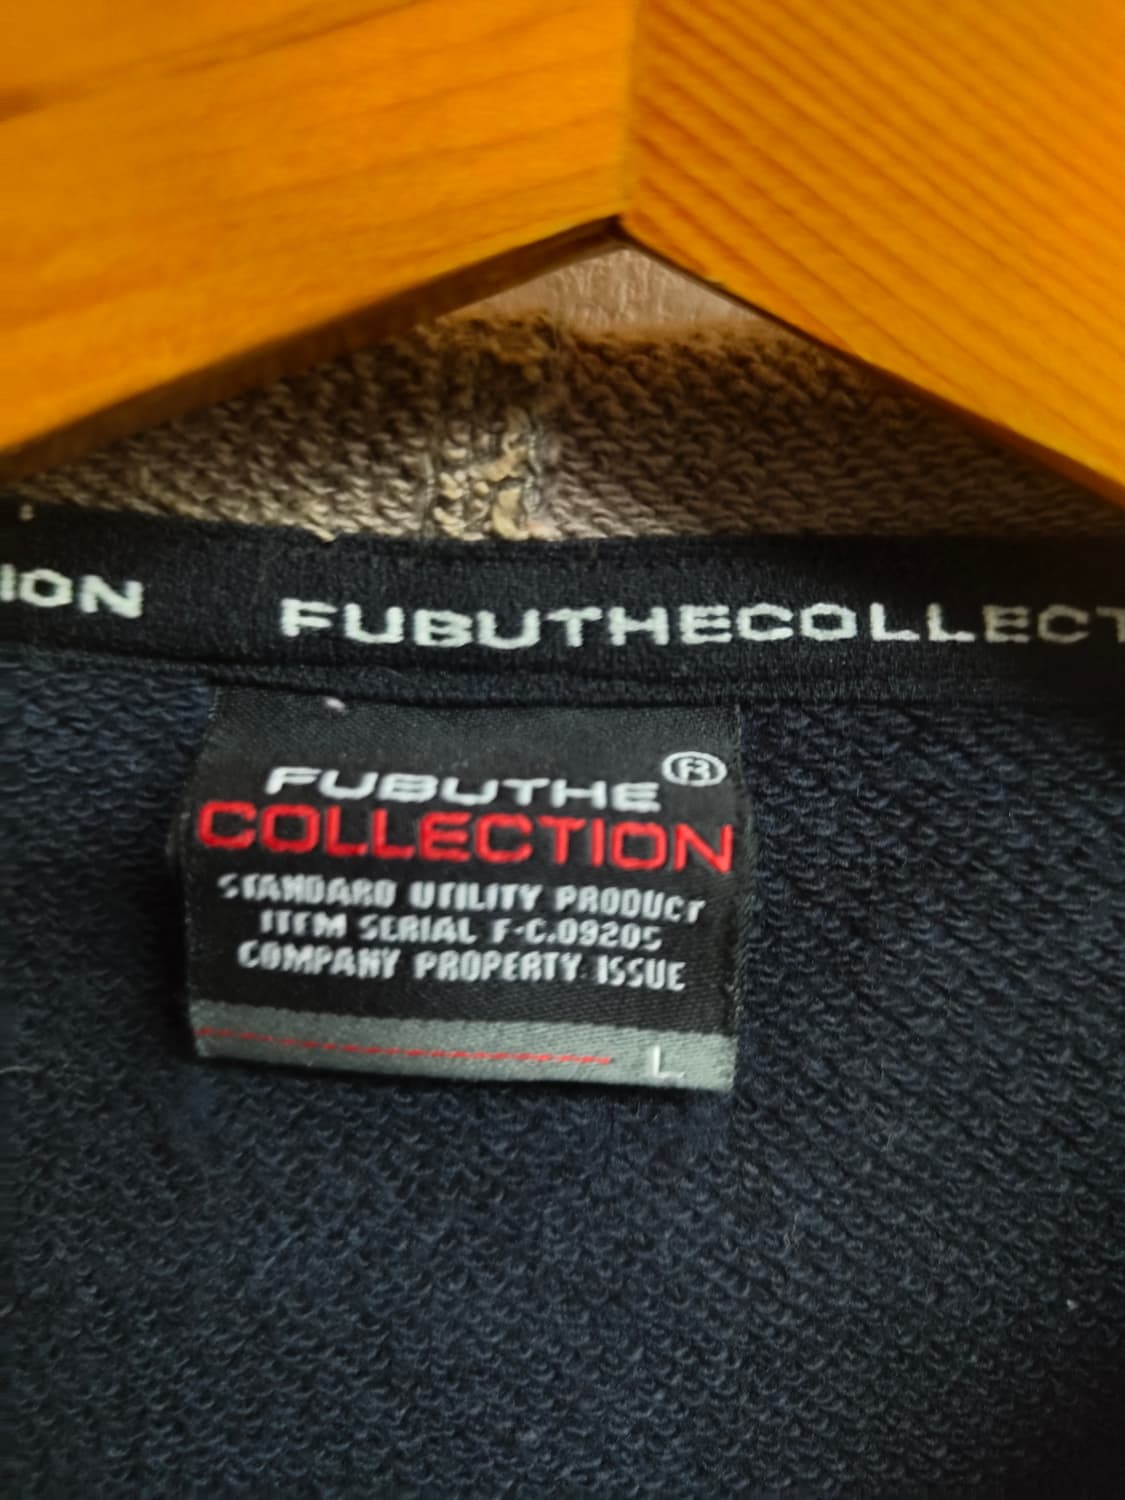 ION FUBUTHECOLLECT
FUBUTHE®
COLLECTION
STANDARD UTILITY PRODUCT
ITEM SERIAL F-C.09205
COMPANY PROPERTY ISSUE
L